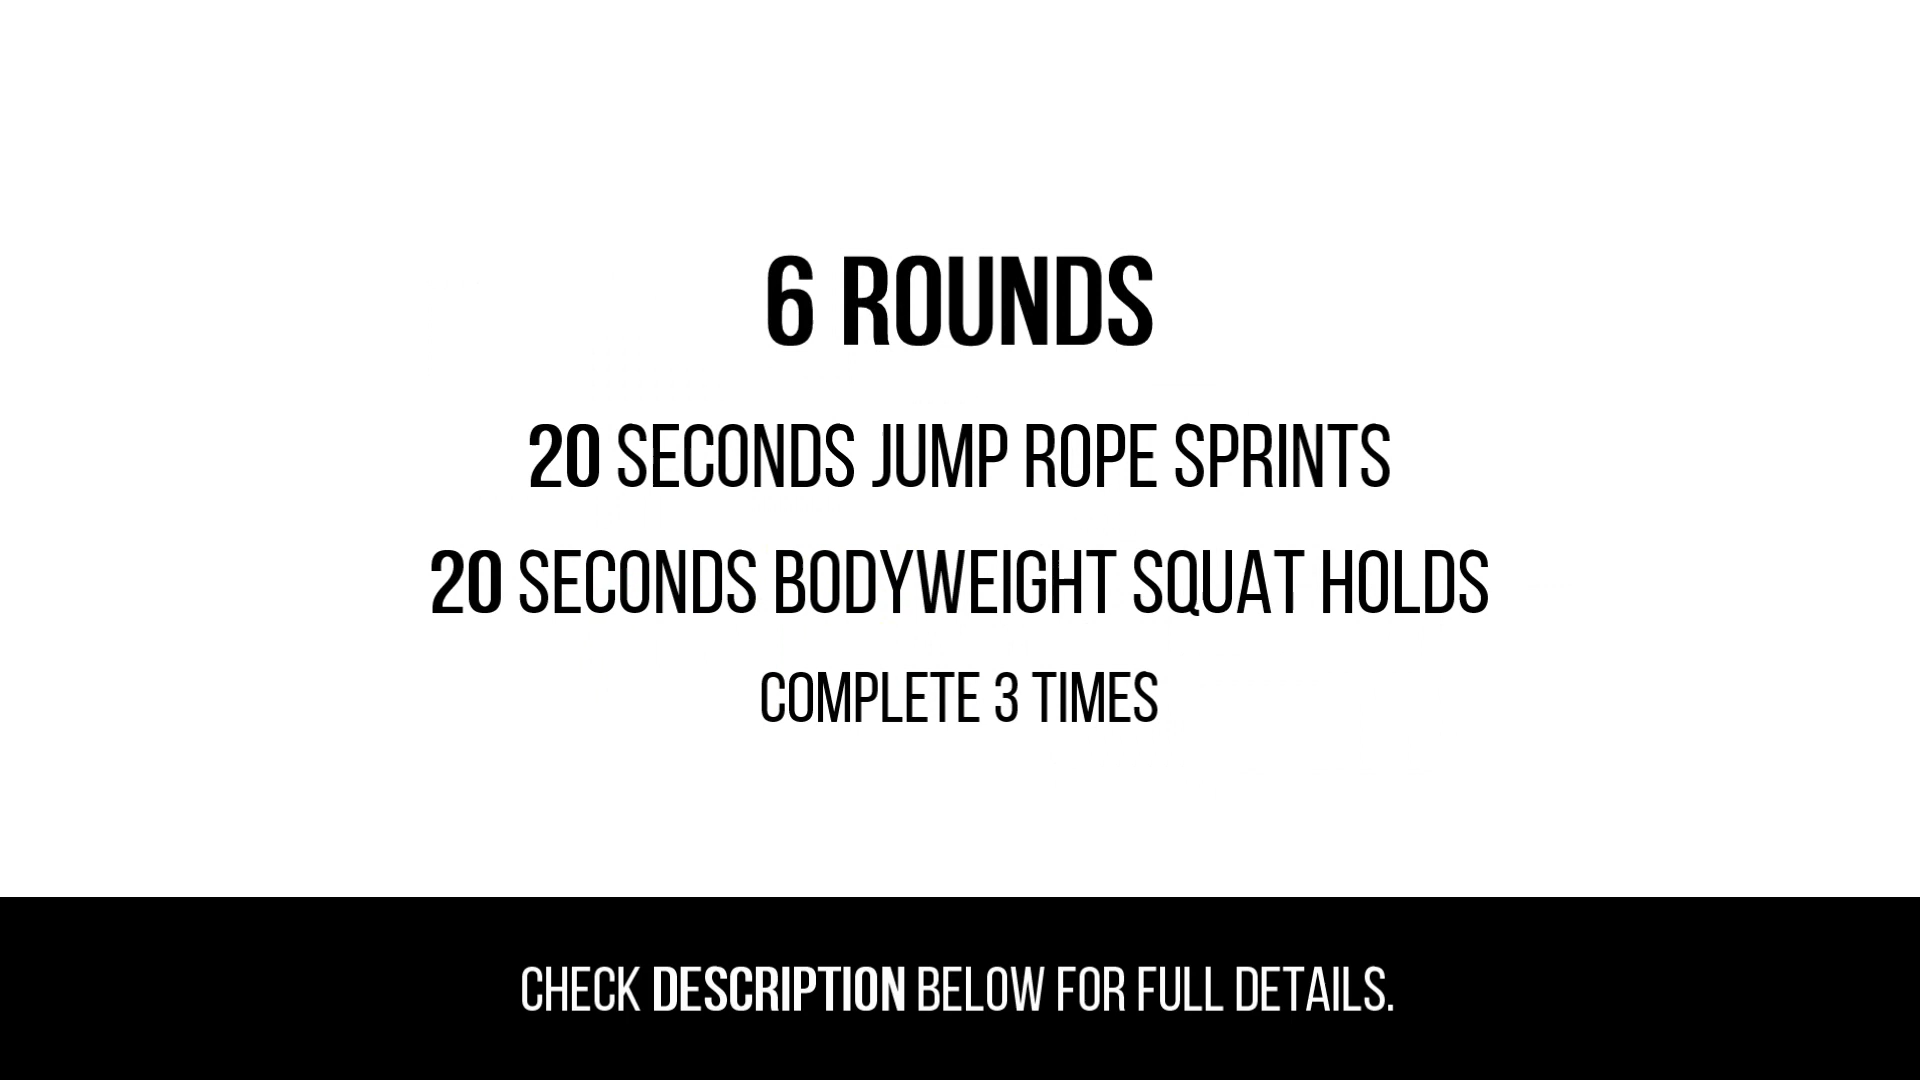 6 ROUNDS
20 SECONDS JUMP ROPE SPRINTS
20 SECONDS BODYWEIGHT SQUAT HOLDS
COMPLETE 3 TIMES
CHECK DESCRIPTION BELOW FOR FULL DETAILS.